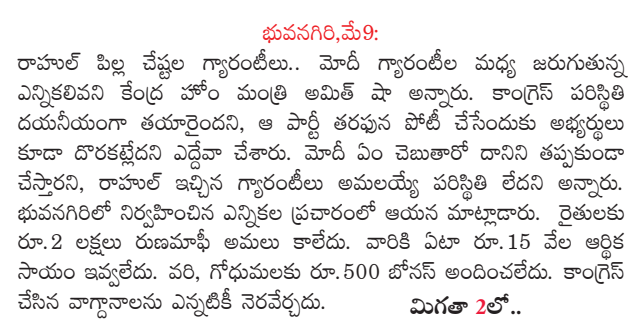 భువనగిరి,మే9:
రాహుల్ పిల్ల చేష్టల గ్యారంటీలు.. మోదీ గ్యారంటీల మధ్య జరుగుతున్న
ఎన్నికలివని కేంద్ర హోం మంత్రి అమిత్ షా అన్నారు. కాంగ్రెస్ పరిస్థితి
దయనీయంగా తయారైందని, ఆ పార్టీ తరఫున పోటీ చేసేందుకు అభ్యర్థులు
కూడా దొరకట్లేదని ఎద్దేవా చేశారు. మోదీ ఏం చెబుతారో దానిని తప్పకుండా
చేస్తారని, రాహుల్ ఇచ్చిన గ్యారంటీలు అమలయ్యే పరిస్థితి లేదని అన్నారు.
భువనగిరిలో నిర్వహించిన ఎన్నికల ప్రచారంలో ఆయన మాట్లాడారు. రైతులకు
రూ.2 లక్షలు రుణమాఫీ అమలు కాలేదు. వారికి ఏటా రూ.15 వేల ఆర్థిక
సాయం ఇవ్వలేదు. వరి, గోధుమలకు రూ.500 బోనస్ అందించలేదు. కాంగ్రెస్
చేసిన వాగ్దానాలను ఎన్నటికీ నెరవేర్చదు. మిగతా 2లో..